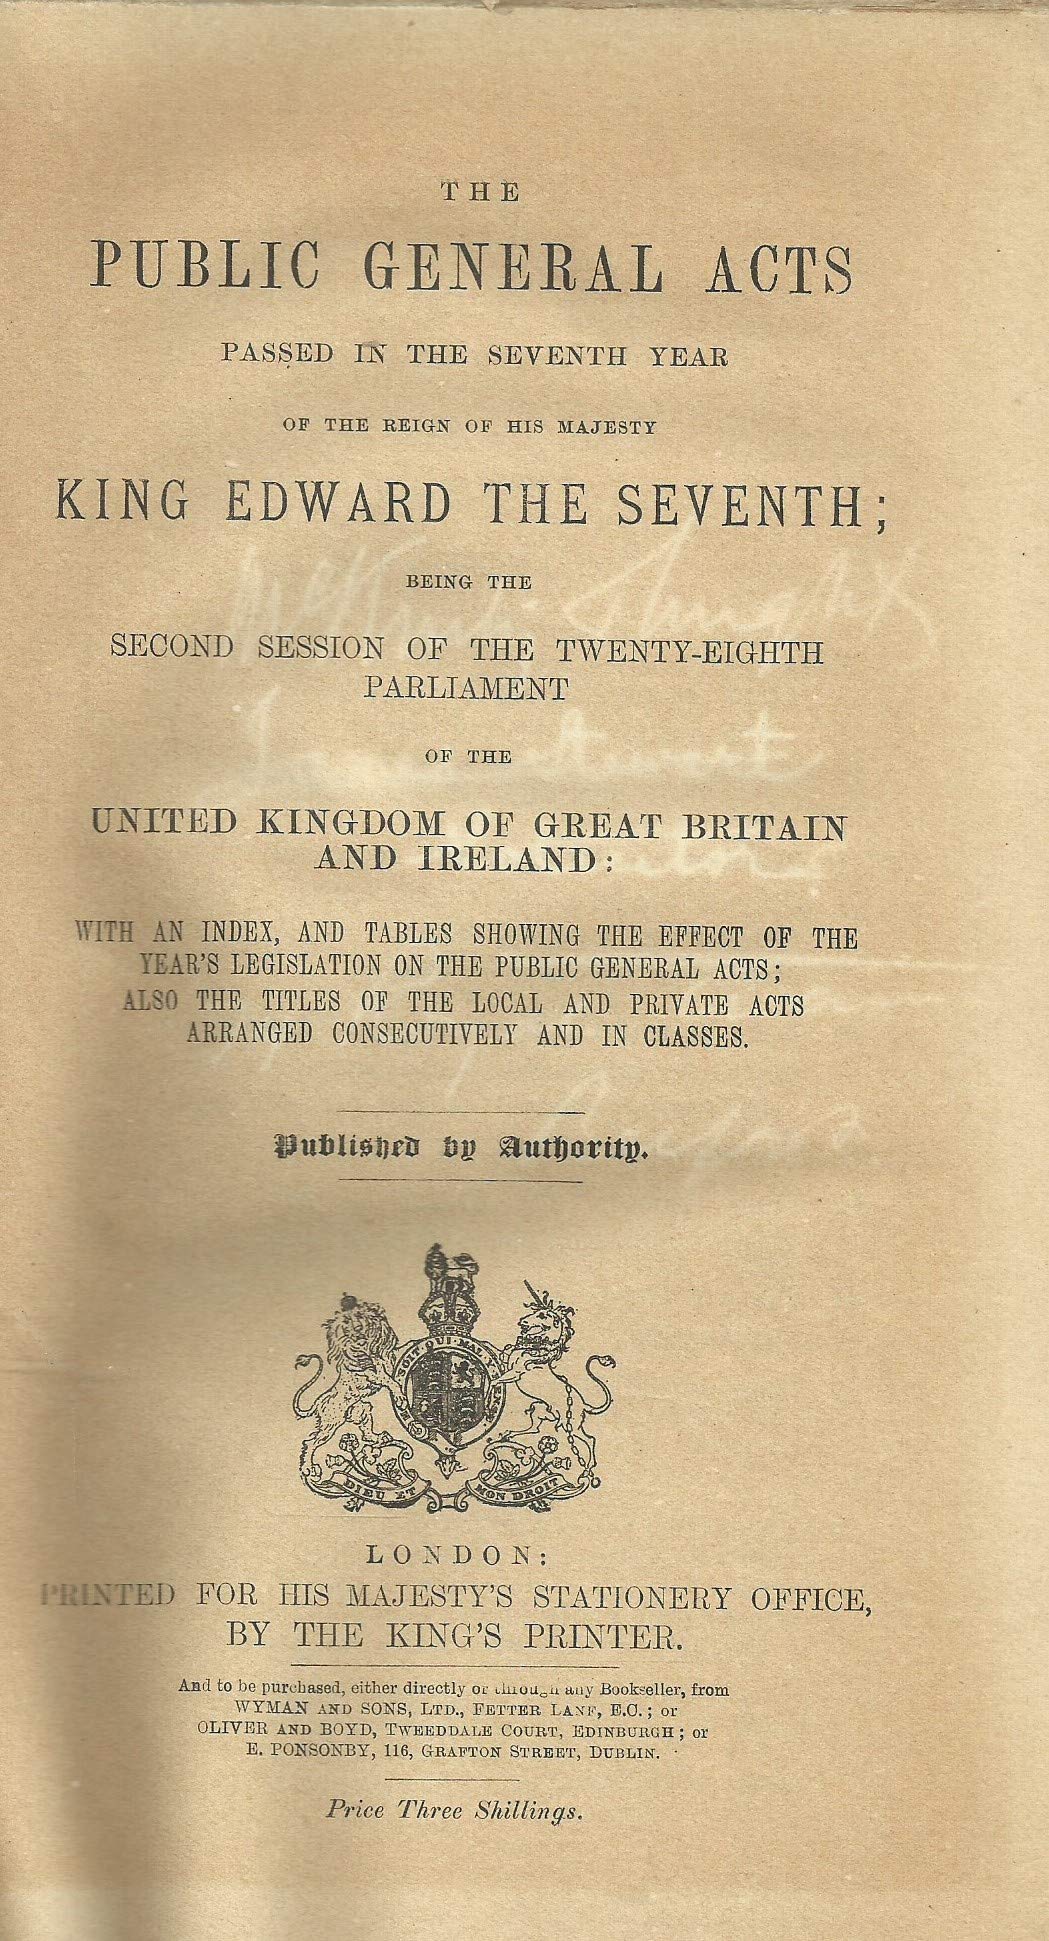 THE
PUBLIC GENERAL ACTS
PASSED IN THE SEVENTH YEAR
OF THE REIGN OF HIS MAJESTY
KING EDWARD THE SEVENTH;
BEING THE
SECOND SESSION OF THE TWENTY-EIGHTH
PARLIAMENT
OF THE
UNITED KINGDOM OF GREAT BRITAIN
AND IRELAND:
WITH AN INDEX, AND TABLES SHOWING THE EFFECT OF THE
YEAR'S LEGISLATION ON THE PUBLIC GENERAL ACTS;
ALSO THE TITLES OF THE LOCAL AND PRIVATE ACTS
ARRANGED CONSECUTIVELY AND IN CLASSES.
Published by Authority.
SOIT QUI MAL Y
DIEU ET MON DROIT
LONDON:
PRINTED FOR HIS MAJESTY'S STATIONERY OFFICE,
BY THE KING'S PRINTER.
And to be purchased, either directly or through any Bookseller, from
WYMAN AND SONS, LTD., FETTER LANE, E.C.; or
OLIVER AND BOYD, TWEEDDALE COURT, EDINBURGH; or
E. PONSONBY, 116, GRAFTON STREET, DUBLIN.
Price Three Shillings.